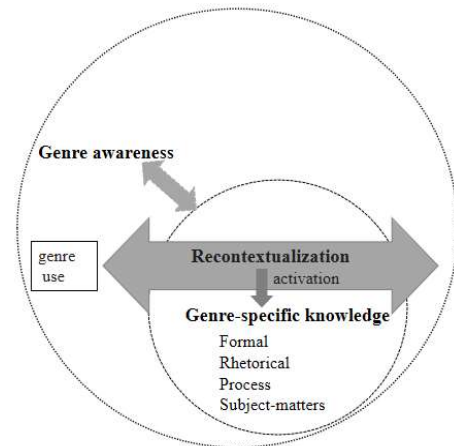 Genre awareness
genre
use
Recontextualization
activation
Genre-specific knowledge
Formal
Rhetorical
Process
Subject-matters